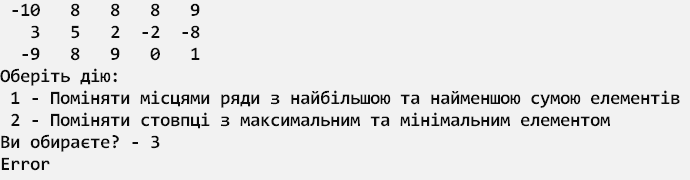 -10 8 8 8 9
3 5 2 -2 -8
-9 8 9 0 1
Оберіть дію:
1 - Поміняти місцями ряди з найбільшою та найменшою сумою елементів
2 - Поміняти стовпці з максимальним та мінімальним елементом
Ви обираєте? - 3
Error